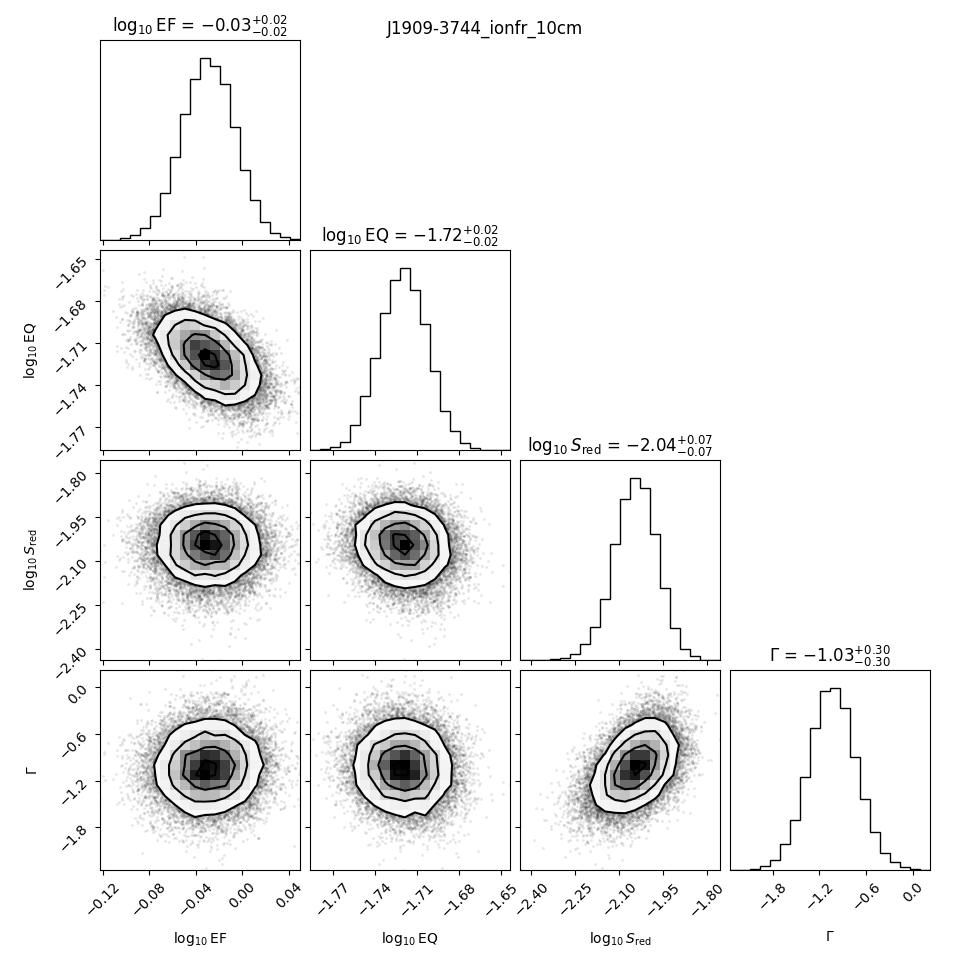 J1909-3744_ionfr_10cm
log₁₀ EF = −0.03+0.02−0.02
log₁₀ EQ = −1.72+0.02−0.02
−1.65
−1.68
−1.71
−1.74
−1.77
log₁₀ EQ
log₁₀ S_red = −2.04+0.07−0.07
−1.80
−1.95
−2.10
−2.25
−2.40
log₁₀ S_red
Γ = −1.03+0.30−0.30
0.0
−0.6
−1.2
−1.8
Γ
−0.12 −0.08 −0.04 0.00 0.04 −1.77 −1.74 −1.71 −1.68 −1.65 −2.40 −2.25 −2.10 −1.95 −1.80 −1.8 −1.2 −0.6 0.0
log₁₀ EF log₁₀ EQ log₁₀ S_red Γ